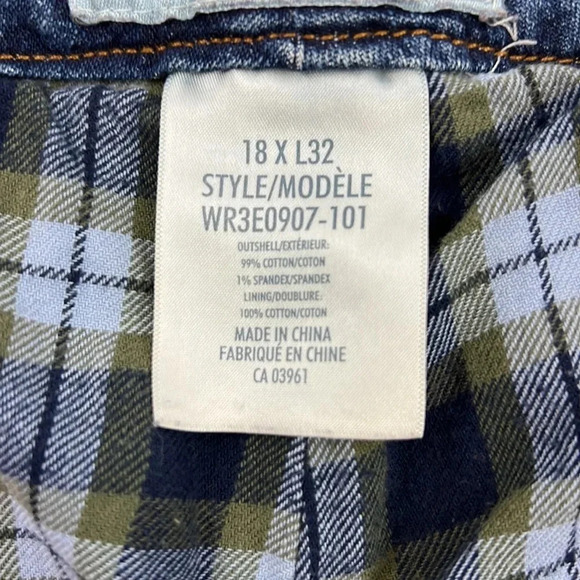 18 X L32
STYLE/MODÈLE
WR3E0907-101
OUTSHELL/EXTÉRIEUR:
99% COTTON/COTON
1% SPANDEX/SPANDEX
LINING/DOUBLURE:
100% COTTON/COTON
MADE IN CHINA
FABRIQUÉ EN CHINE
CA 03961